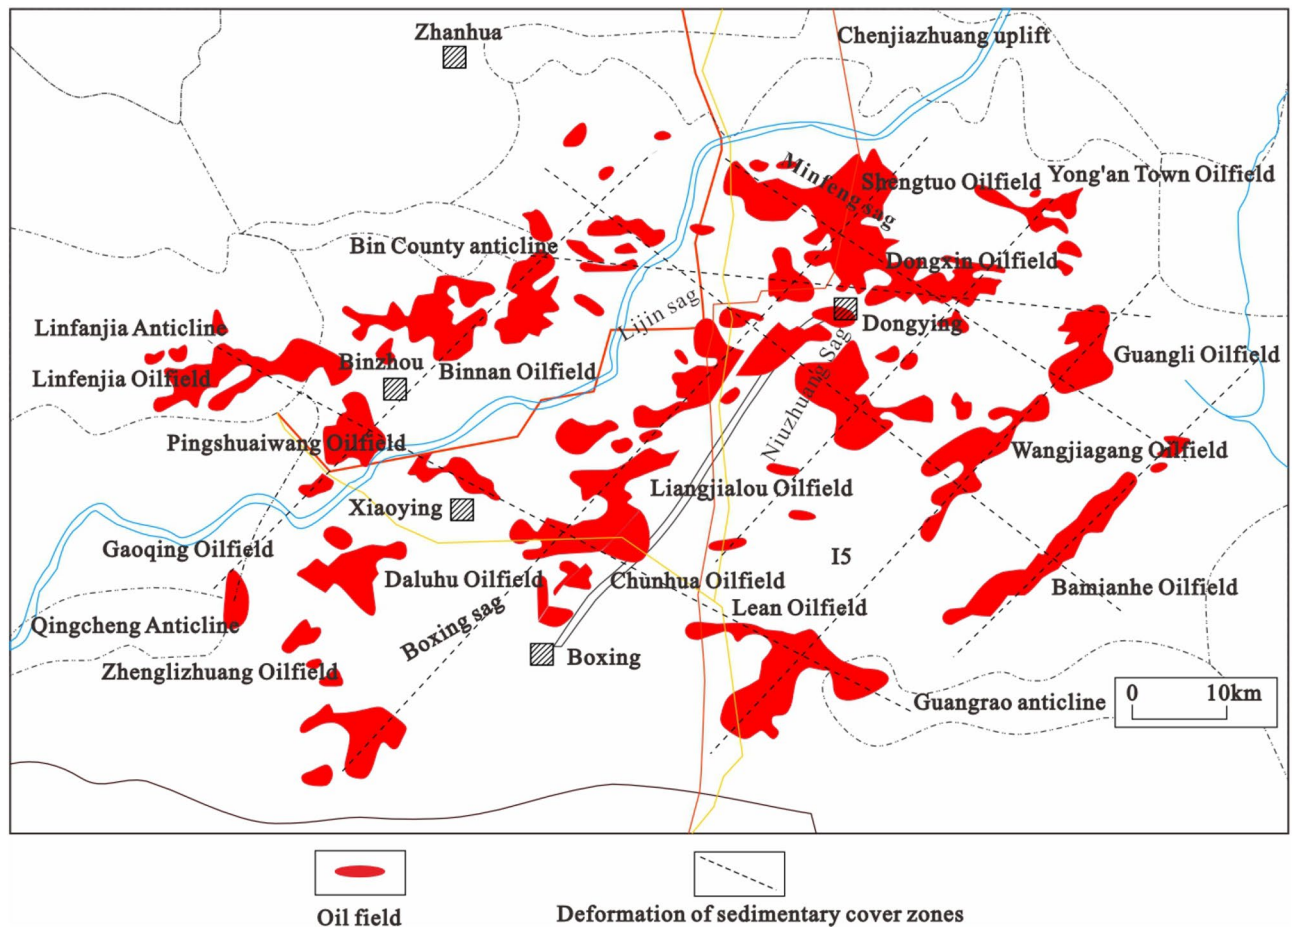 Zhanhua
Chenjiazhuang uplift
Minfeng sag
Shengtuo Oilfield
Yong'an Town Oilfield
Bin County anticline
Dongxin Oilfield
Lijin sag
Linfanjia Anticline
Dongying
Binzhou
Guangli Oilfield
Linfenjia Oilfield
Binnan Oilfield
Niuzhuang Sag
Pingshuaiwang Oilfield
Wangjiagang Oilfield
Liangjialou Oilfield
Xiaoying
Gaoqing Oilfield
I5
Daluhu Oilfield
Chunhua Oilfield
Bamianhe Oilfield
Lean Oilfield
Qingcheng Anticline
Boxing sag
Boxing
Zhenglizhuang Oilfield
Guangrao anticline
0 10km
Oil field
Deformation of sedimentary cover zones